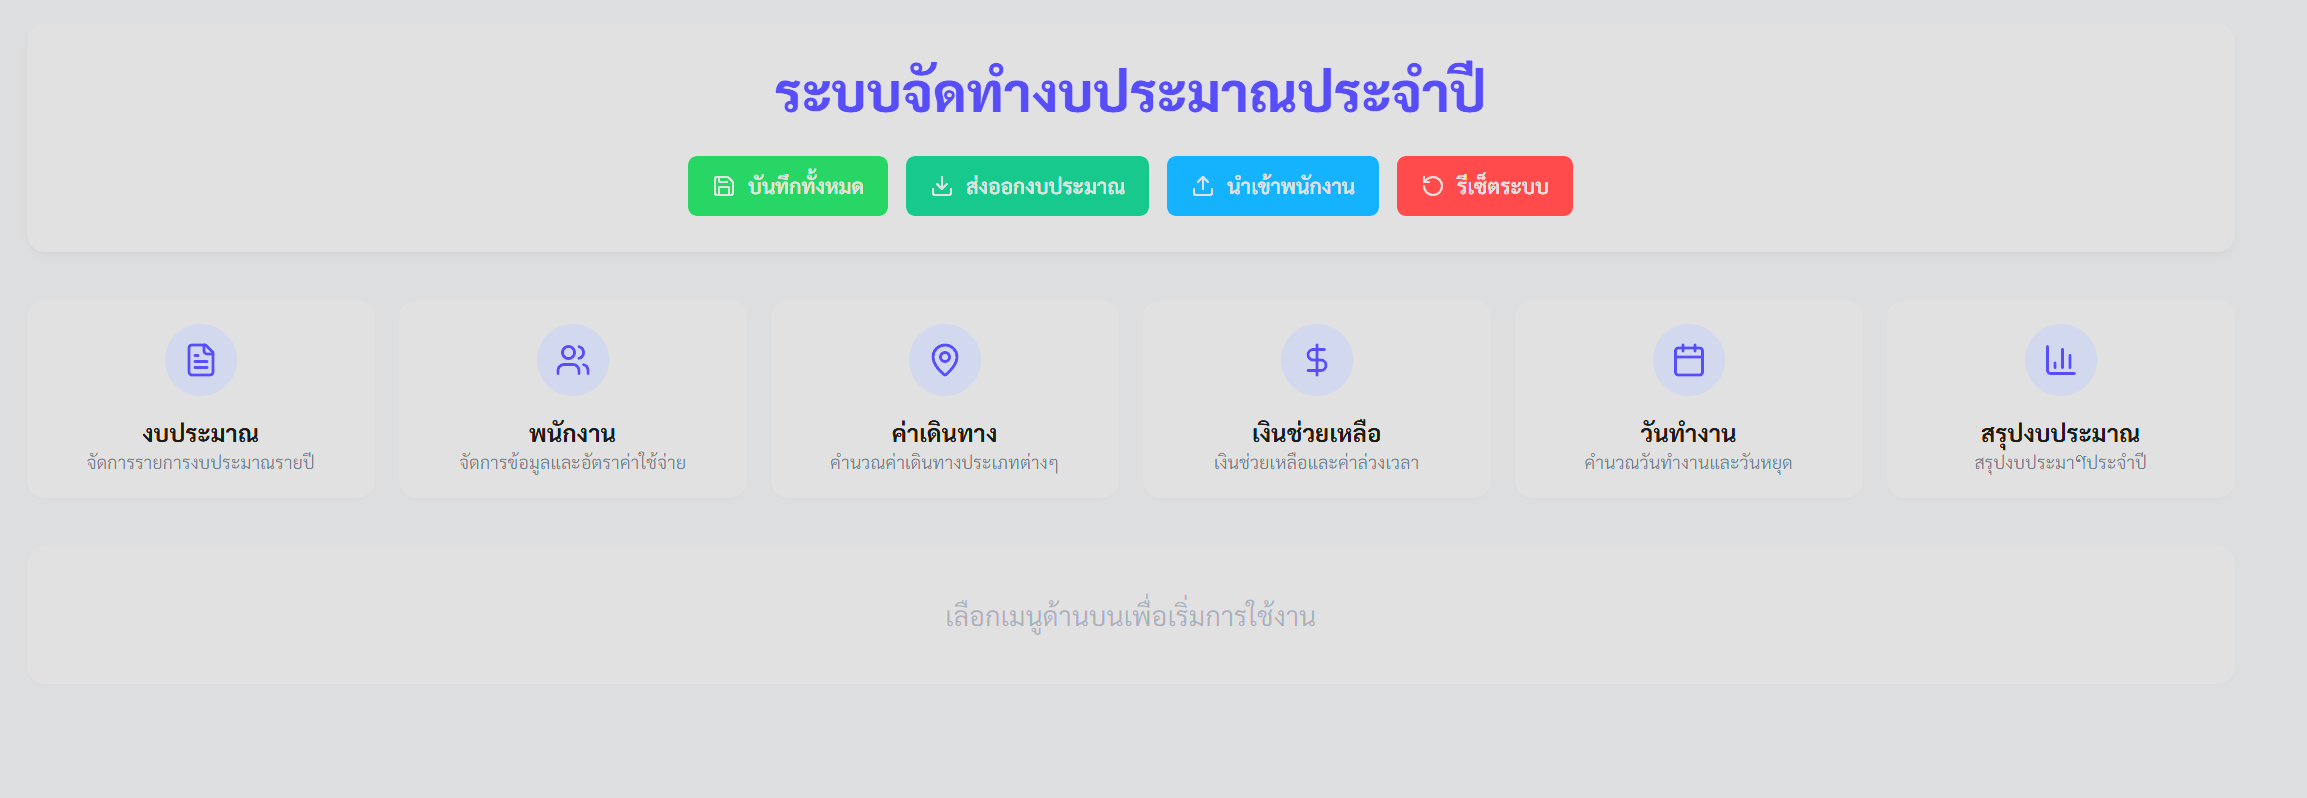 ระบบจัดทำงบประมาณประจำปี
บันทึกทั้งหมด
ส่งออกงบประมาณ
นำเข้าพนักงาน
รีเซ็ตระบบ
งบประมาณ
จัดการรายการงบประมาณรายปี
พนักงาน
จัดการข้อมูลและอัตราค่าใช้จ่าย
ค่าเดินทาง
คำนวณค่าเดินทางประเภทต่างๆ
เงินช่วยเหลือ
เงินช่วยเหลือและค่าล่วงเวลา
วันทำงาน
คำนวณวันทำงานและวันหยุด
สรุปงบประมาณ
สรุปงบประมาฯประจำปี
เลือกเมนูด้านบนเพื่อเริ่มการใช้งาน